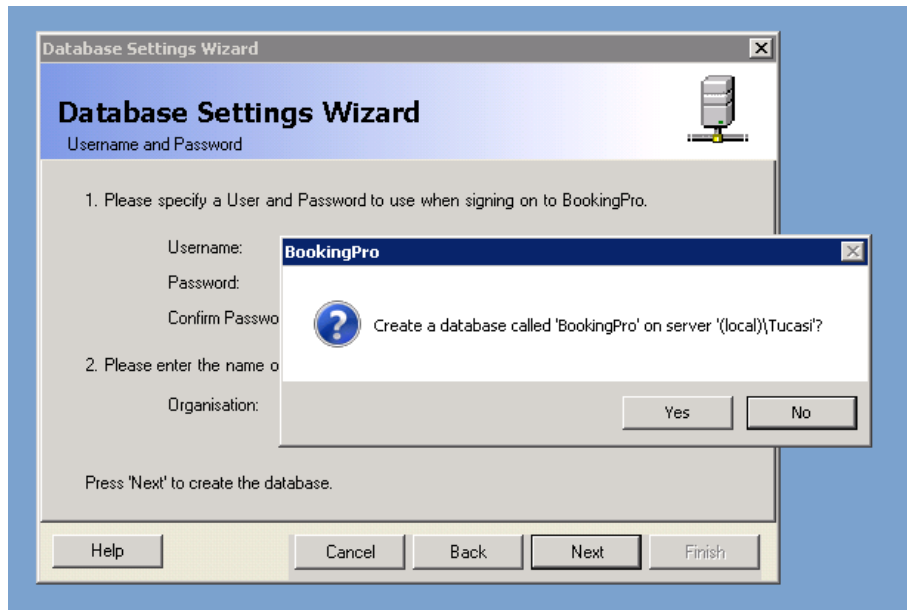 Database Settings Wizard
Database Settings Wizard
Username and Password
1. Please specify a User and Password to use when signing on to BookingPro.
Username:
Password:
Confirm Passwo
2. Please enter the name o
Organisation:
Press 'Next' to create the database.
Help
Cancel
Back
Next
Finish
BookingPro
Create a database called 'BookingPro' on server '(local)\Tucasi'?
Yes
No